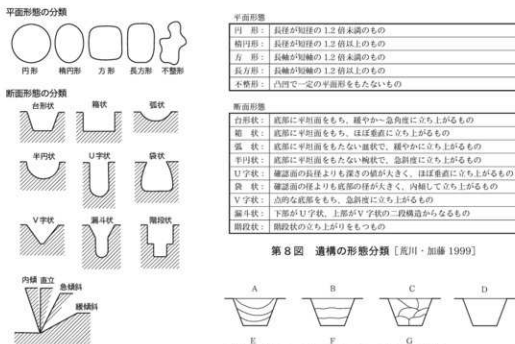 平面形態の分類
円形 楕円形 方形 長方形 不整形
断面形態の分類
台形状 箱状 弧状
半円状 U字状 袋状
V字状 漏斗状 階段状
内傾 直立 急傾斜
緩傾斜
平面形態
円形： 長径が短径の1.2倍未満のもの
楕円形： 長径が短径の1.2倍以上のもの
方形： 長軸が短軸の1.2倍未満のもの
長方形： 長軸が短軸の1.2倍以上のもの
不整形： 凸凹で一定の平面形をもたないもの
断面形態
台形状： 底部に平坦面をもち、緩やか～急角度に立ち上がるもの
箱状： 底部に平坦面をもち、ほぼ垂直に立ち上がるもの
弧状： 底部に平坦面をもたない皿状で、緩やかに立ち上がるもの
半円状： 底部に平坦面をもたない椀状で、急斜度に立ち上がるもの
U字状： 確認面の長径よりも深さの値が大きく、ほぼ垂直に立ち上がるもの
袋状： 確認面の径よりも底部の径が大きく、内傾して立ち上がるもの
V字状： 点的な底部をもち、急斜度に立ち上がるもの
漏斗状： 下部がU字状、上部がV字状の二段構造からなるもの
階段状： 階段状の立ち上がりをもつもの
第8図 遺構の形態分類［荒川・加藤 1999］
A B C D
E F G